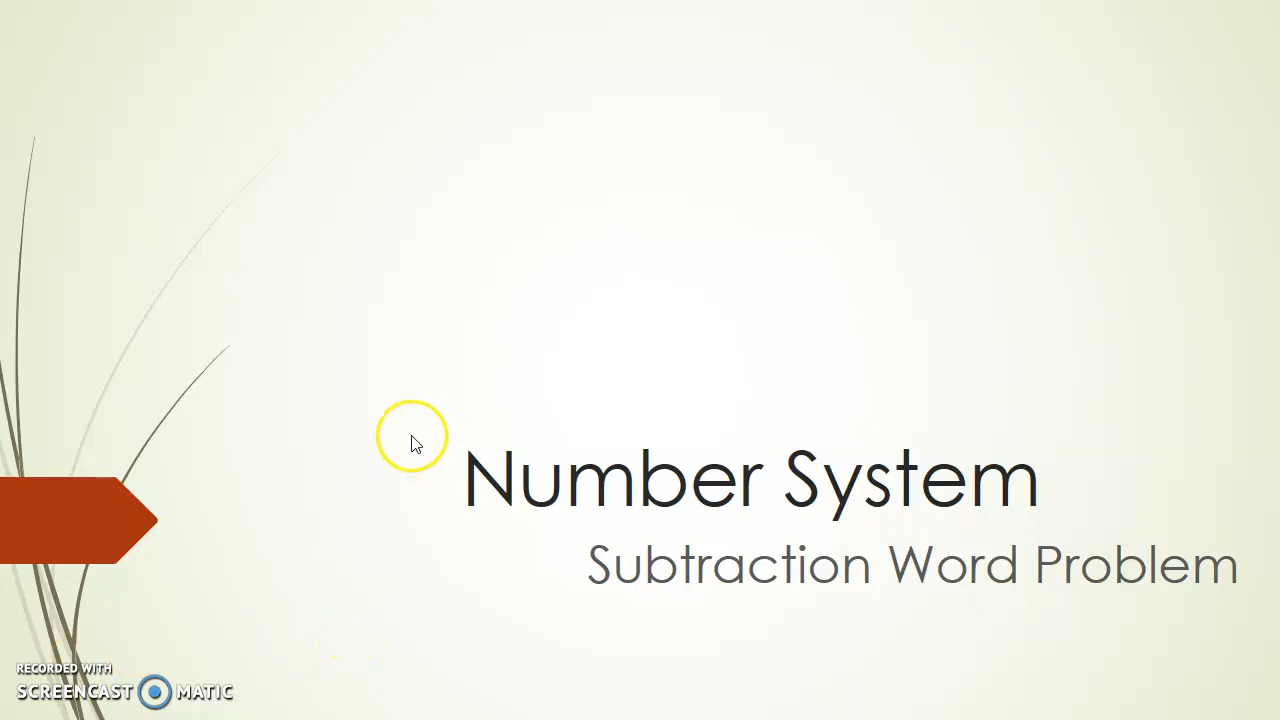 Number System
Subtraction Word Problem
RECORDED WITH
SCREENCAST MATIC